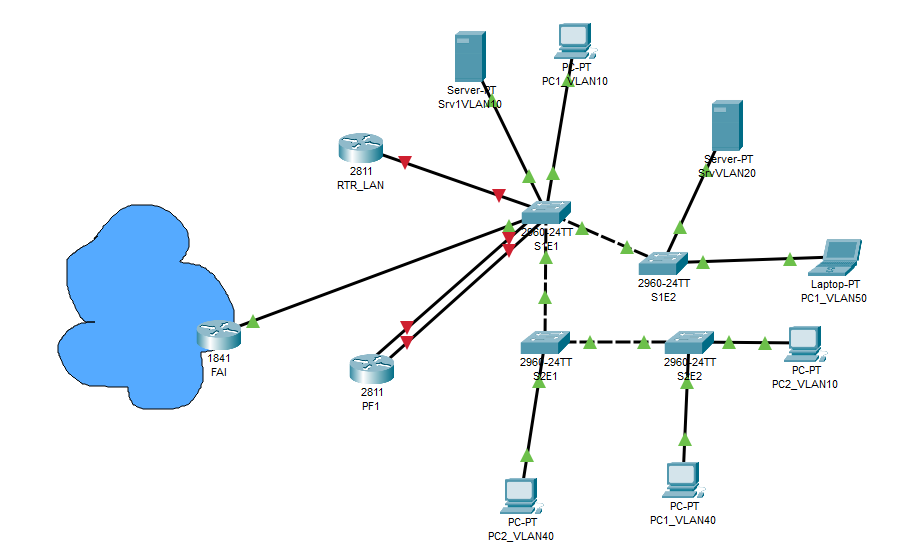 PC-PT
PC1_VLAN10
Server-PT
Srv1VLAN10
Server-PT
SrvVLAN20
2811
RTR_LAN
2960-24TT
S1E1
2960-24TT
S1E2
Laptop-PT
PC1_VLAN50
1841
FAI
2811
PF1
2960-24TT
S2E1
2960-24TT
S2E2
PC-PT
PC2_VLAN10
PC-PT
PC1_VLAN40
PC-PT
PC2_VLAN40